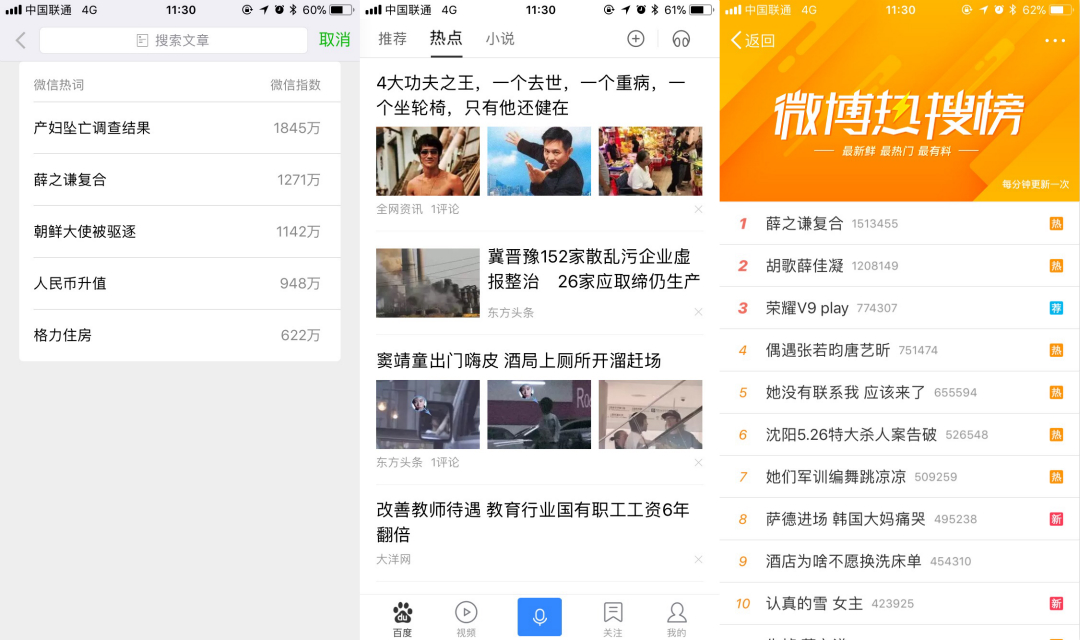 中国联通 4G 11:30 60%
搜索文章 取消
微信热词 微信指数
产妇坠亡调查结果 1845万
薛之谦复合 1271万
朝鲜大使被驱逐 1142万
人民币升值 948万
格力住房 622万
中国联通 4G 11:30 61%
推荐 热点 小说
4大功夫之王，一个去世，一个重病，一
个坐轮椅，只有他还健在
全网资讯 1评论
冀晋豫152家散乱污企业虚
报整治 26家应取缔仍生产
东方头条
窦靖童出门嗨皮 酒局上厕所开溜赶场
东方头条 1评论
改善教师待遇 教育行业国有职工工资6年
翻倍
大洋网
du
百度 视频 关注 我的
中国联通 4G 11:30 62%
返回
微博热搜榜
最新鲜 最热门 最有料
每分钟更新一次
1 薛之谦复合 1513455 热
2 胡歌薛佳凝 1208149 热
3 荣耀V9 play 774307 荐
4 偶遇张若昀唐艺昕 751474 热
5 她没有联系我 应该来了 655594 热
6 沈阳5.26特大杀人案告破 526548 热
7 她们军训编舞跳凉凉 509259 热
8 萨德进场 韩国大妈痛哭 495238 新
9 酒店为啥不愿换洗床单 454310
10 认真的雪 女主 423925 新